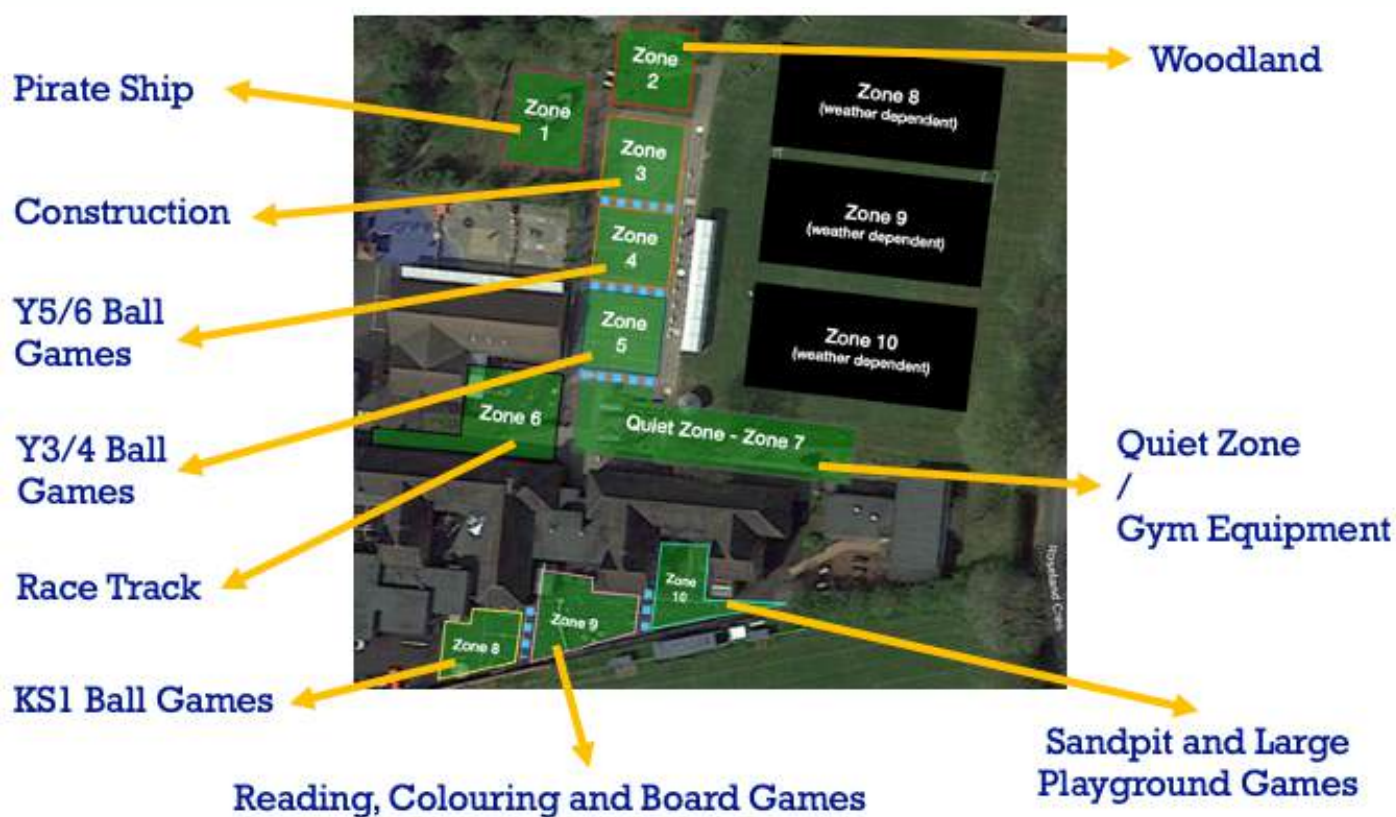 Woodland
Pirate Ship
Zone
2
Zone
1
Zone 8
(weather dependent)
Zone
3
Construction
Zone 9
(weather dependent)
Zone
4
Y5/6 Ball
Games
Zone
5
Zone 10
(weather dependent)
Zone 6
Quiet Zone - Zone 7
Y3/4 Ball
Games
Quiet Zone
/
Gym Equipment
Race Track
Zone
10
Zone 9
Zone 8
KS1 Ball Games
Sandpit and Large
Playground Games
Reading, Colouring and Board Games
Roseland Cres